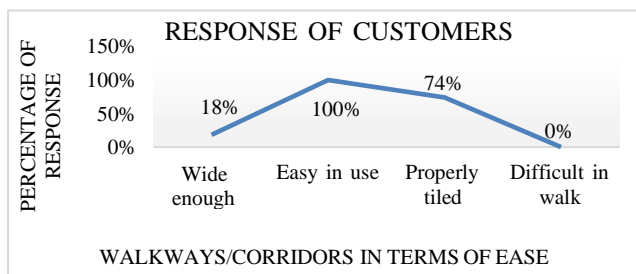 RESPONSE OF CUSTOMERS
PERCENTAGE OF
RESPONSE
150%
100%
50%
0%
18%
100%
74%
0%
Wide
enough
Easy in use
Properly
tiled
Difficult in
walk
WALKWAYS/CORRIDORS IN TERMS OF EASE